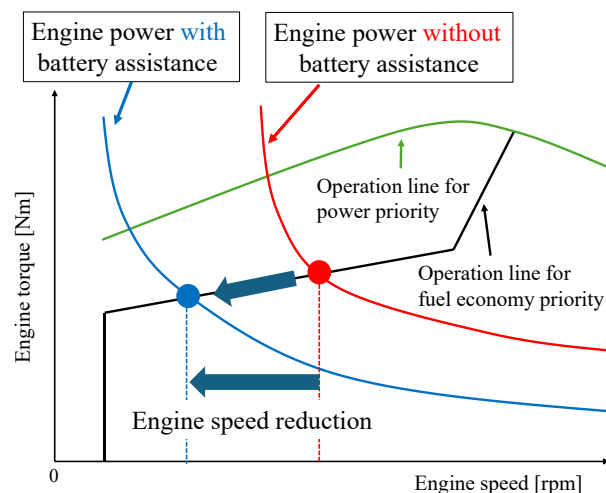 Engine power with
battery assistance
Engine power without
battery assistance
Operation line for
power priority
Operation line for
fuel economy priority
Engine torque [Nm]
Engine speed reduction
0
Engine speed [rpm]